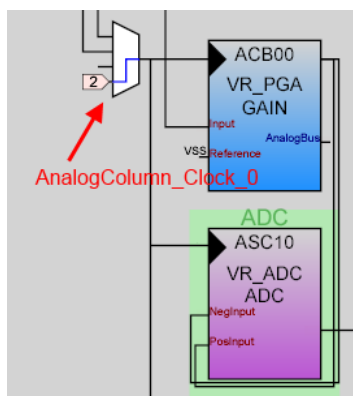 2
AnalogColumn_Clock_0
ACB00
VR_PGA
GAIN
Input
AnalogBus
VSS
Reference
ADC
ASC10
VR_ADC
ADC
NegInput
PosInput